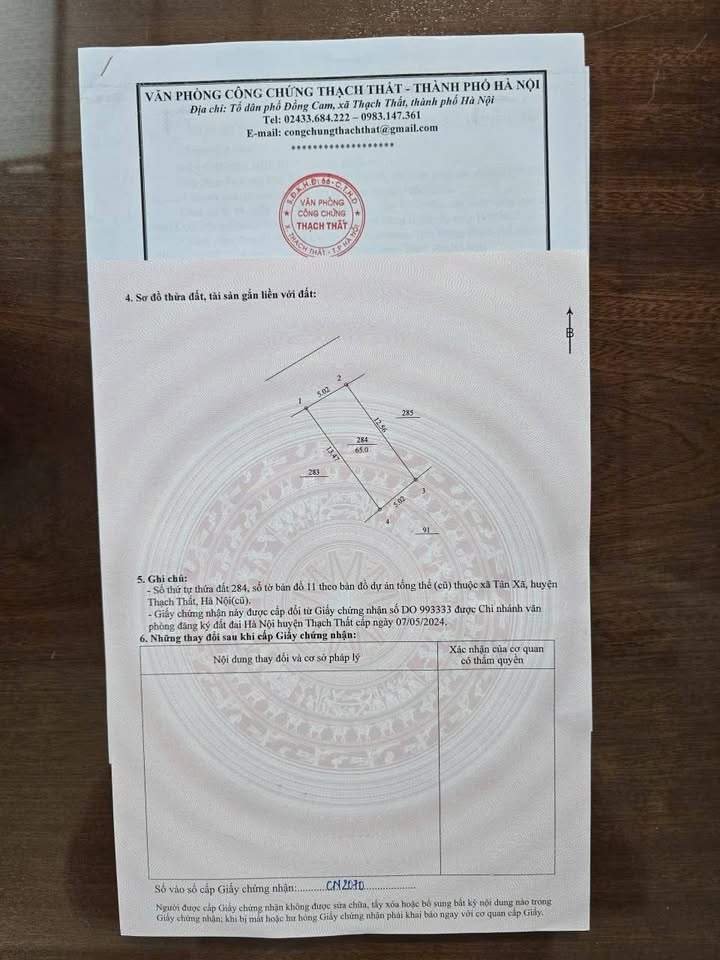 VĂN PHÒNG CÔNG CHỨNG THẠCH THẤT - THÀNH PHỐ HÀ NỘI
Địa chỉ: Tổ dân phố Đồng Cam, xã Thạch Thất, thành phố Hà Nội
Tel: 02433.684.222 – 0983.147.361
E-mail: congchungthachthat@gmail.com
*******************
S.Đ.K.H.Đ: 66 - C.T.H.D
VĂN PHÒNG
CÔNG CHỨNG
THẠCH THẤT
X. THẠCH THẤT - T.P HÀ NỘI
4. Sơ đồ thửa đất, tài sản gắn liền với đất:
B
1
5.02
2
285
12.56
284
65.0
13.47
283
3
5.02
4
91
5. Ghi chú:
- Số thứ tự thửa đất 284, số tờ bản đồ 11 theo bản đồ dự án tổng thể (cũ) thuộc xã Tân Xã, huyện
Thạch Thất, Hà Nội(cũ).
- Giấy chứng nhận này được cấp đổi từ Giấy chứng nhận số DO 993333 được Chi nhánh văn
phòng đăng ký đất đai Hà Nội huyện Thạch Thất cấp ngày 07/05/2024.
6. Những thay đổi sau khi cấp Giấy chứng nhận:
Nội dung thay đổi và cơ sở pháp lý
Xác nhận của cơ quan
có thẩm quyền
Số vào sổ cấp Giấy chứng nhận:..........CN2070..................
Người được cấp Giấy chứng nhận không được sửa chữa, tẩy xóa hoặc bổ sung bất kỳ nội dung nào trong
Giấy chứng nhận; khi bị mất hoặc hư hỏng Giấy chứng nhận phải khai báo ngay với cơ quan cấp Giấy.